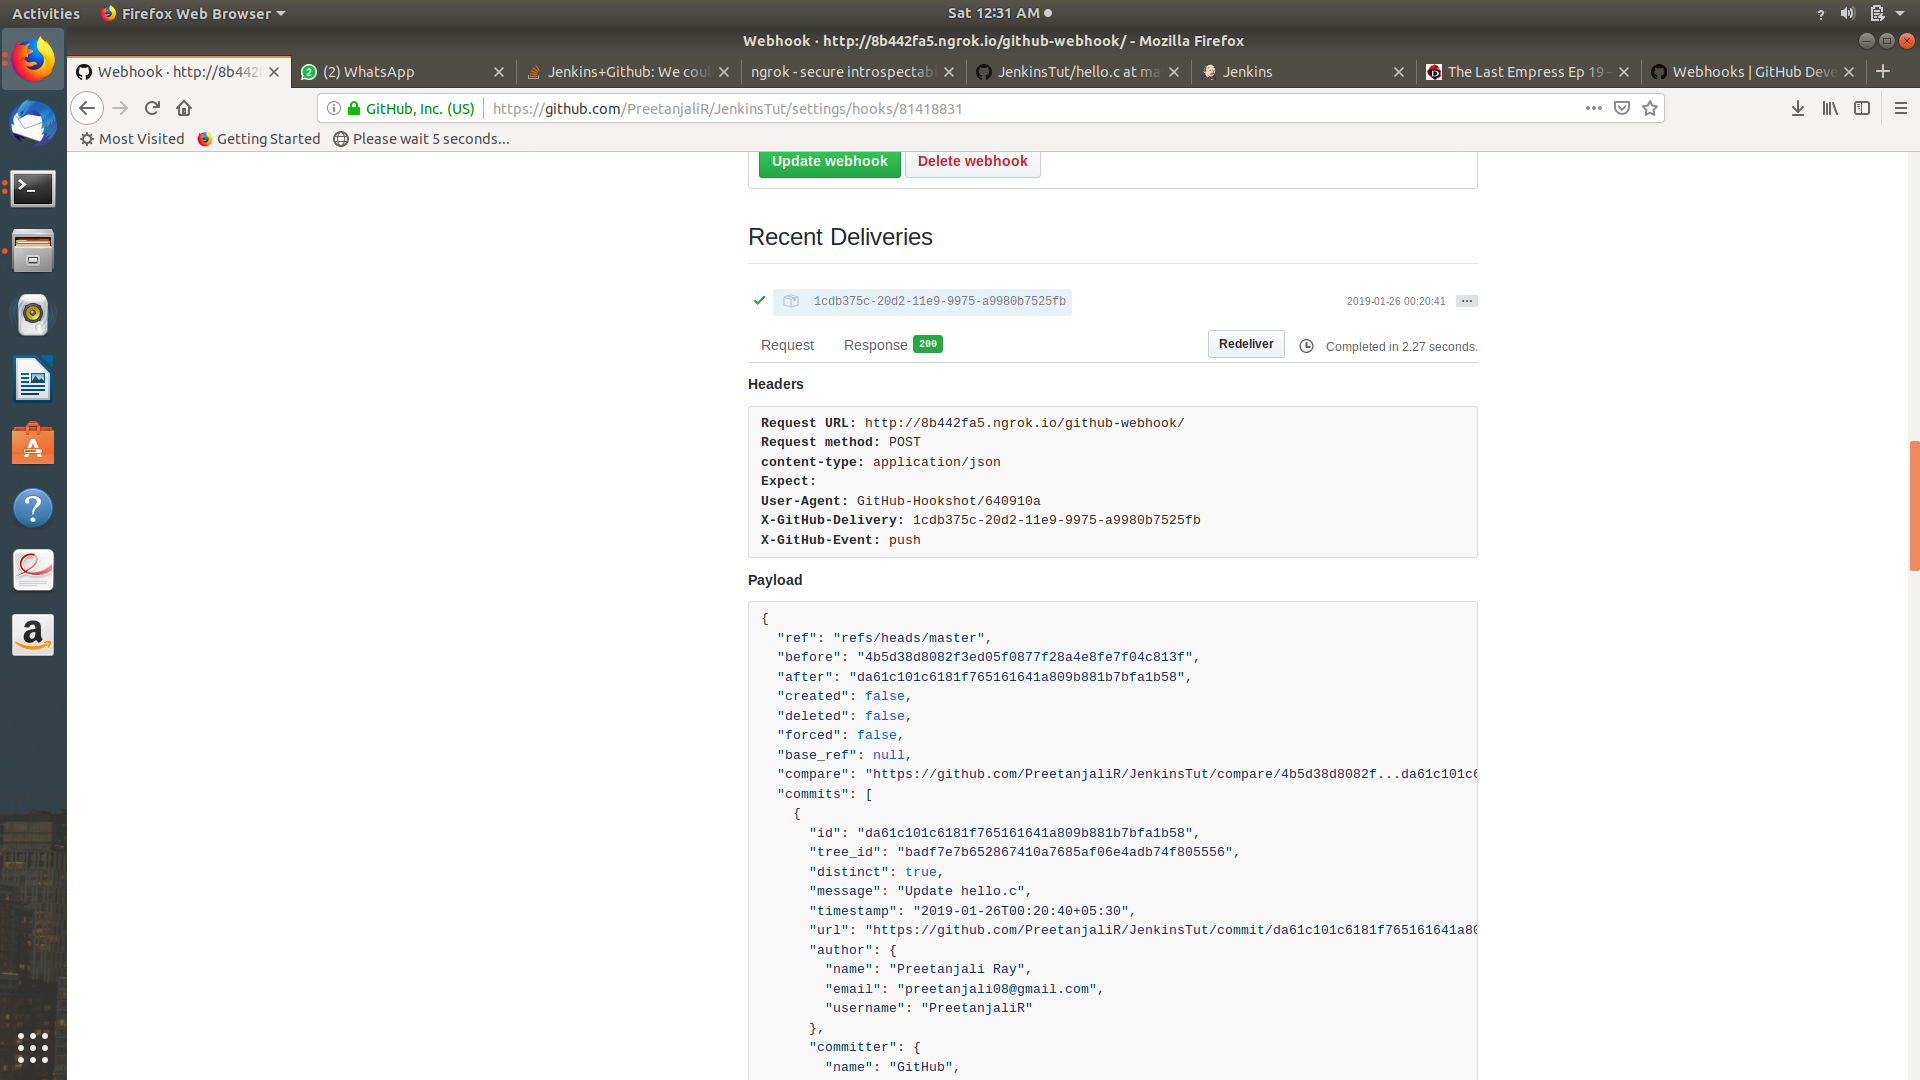 Activities
Firefox Web Browser
Sat 12:31 AM
?
Webhook · http://8b442fa5.ngrok.io/github-webhook/ - Mozilla Firefox
Webhook · http://8b442f
(2) WhatsApp
Jenkins+Github: We coul
ngrok - secure introspectabl
JenkinsTut/hello.c at ma
Jenkins
The Last Empress Ep 19 -
Webhooks | GitHub Deve
GitHub, Inc. (US)
https://github.com/PreetanjaliR/JenkinsTut/settings/hooks/81418831
Most Visited
Getting Started
Please wait 5 seconds...
Update webhook
Delete webhook
Recent Deliveries
1cdb375c-20d2-11e9-9975-a9980b7525fb
2019-01-26 00:20:41
...
Request
Response 200
Redeliver
Completed in 2.27 seconds.
Headers
Request URL: http://8b442fa5.ngrok.io/github-webhook/
Request method: POST
content-type: application/json
Expect:
User-Agent: GitHub-Hookshot/640910a
X-GitHub-Delivery: 1cdb375c-20d2-11e9-9975-a9980b7525fb
X-GitHub-Event: push
Payload
{
"ref": "refs/heads/master",
"before": "4b5d38d8082f3ed05f0877f28a4e8fe7f04c813f",
"after": "da61c101c6181f765161641a809b881b7bfa1b58",
"created": false,
"deleted": false,
"forced": false,
"base_ref": null,
"compare": "https://github.com/PreetanjaliR/JenkinsTut/compare/4b5d38d8082f...da61c101c6
"commits": [
{
"id": "da61c101c6181f765161641a809b881b7bfa1b58",
"tree_id": "badf7e7b652867410a7685af06e4adb74f805556",
"distinct": true,
"message": "Update hello.c",
"timestamp": "2019-01-26T00:20:40+05:30",
"url": "https://github.com/PreetanjaliR/JenkinsTut/commit/da61c101c6181f765161641a80
"author": {
"name": "Preetanjali Ray",
"email": "preetanjali08@gmail.com",
"username": "PreetanjaliR"
},
"committer": {
"name": "GitHub",